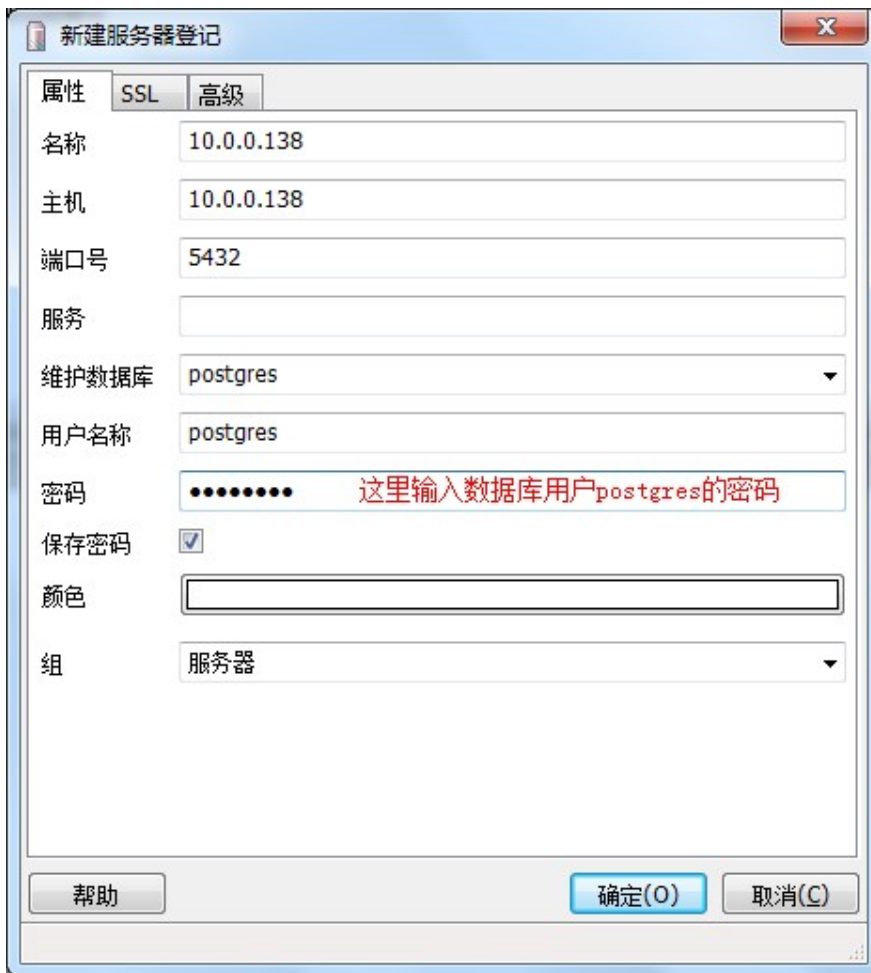 新建服务器登记
属性 SSL 高级
名称 10.0.0.138
主机 10.0.0.138
端口号 5432
服务
维护数据库 postgres
用户名称 postgres
密码 •••••••• 这里输入数据库用户postgres的密码
保存密码
颜色
组 服务器
帮助 确定(O) 取消(C)